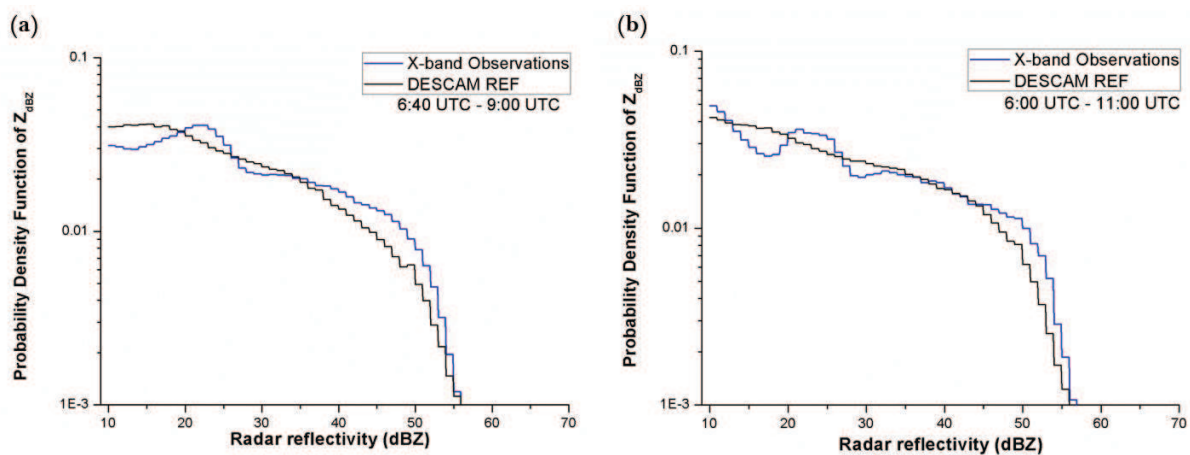 (a)
0.1
X-band Observations
DESCAM REF
6:40 UTC - 9:00 UTC
Probability Density Function of Z_dBZ
0.01
1E-3
10 20 30 40 50 60 70
Radar reflectivity (dBZ)
(b)
0.1
X-band Observations
DESCAM REF
6:00 UTC - 11:00 UTC
Probability Density Function of Z_dBZ
0.01
1E-3
10 20 30 40 50 60 70
Radar reflectivity (dBZ)